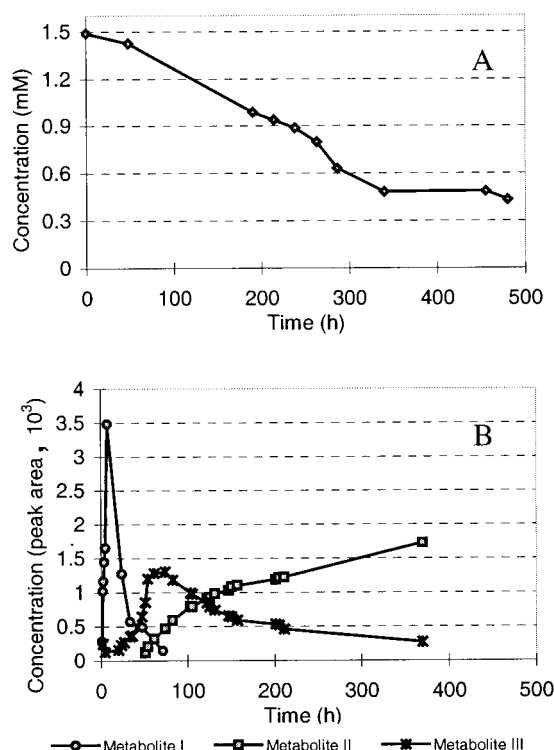 A
Concentration (mM)
1.5
1.2
0.9
0.6
0.3
0
0 100 200 300 400 500
Time (h)
B
Concentration (peak area, 10³)
4
3.5
3
2.5
2
1.5
1
0.5
0
0 100 200 300 400 500
Time (h)
Metabolite I Metabolite II Metabolite III